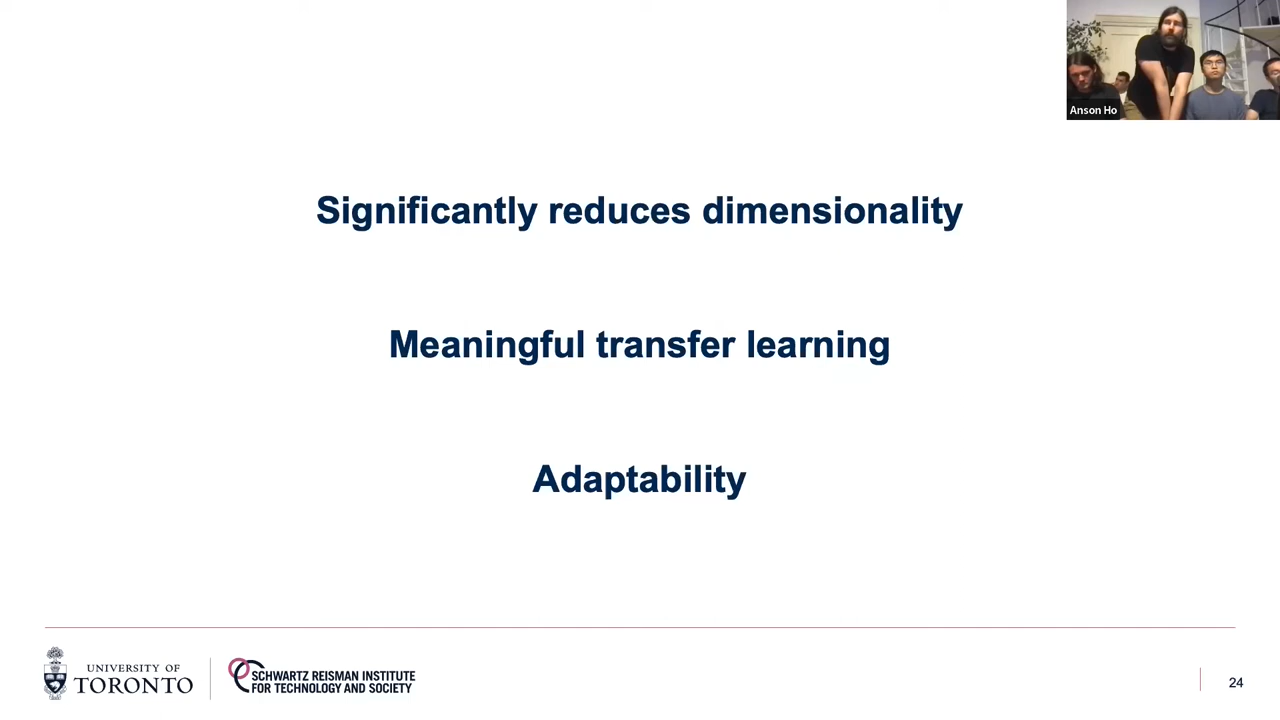 Anson Ho
Significantly reduces dimensionality
Meaningful transfer learning
Adaptability
UNIVERSITY OF
TORONTO
SCHWARTZ REISMAN INSTITUTE
FOR TECHNOLOGY AND SOCIETY
24